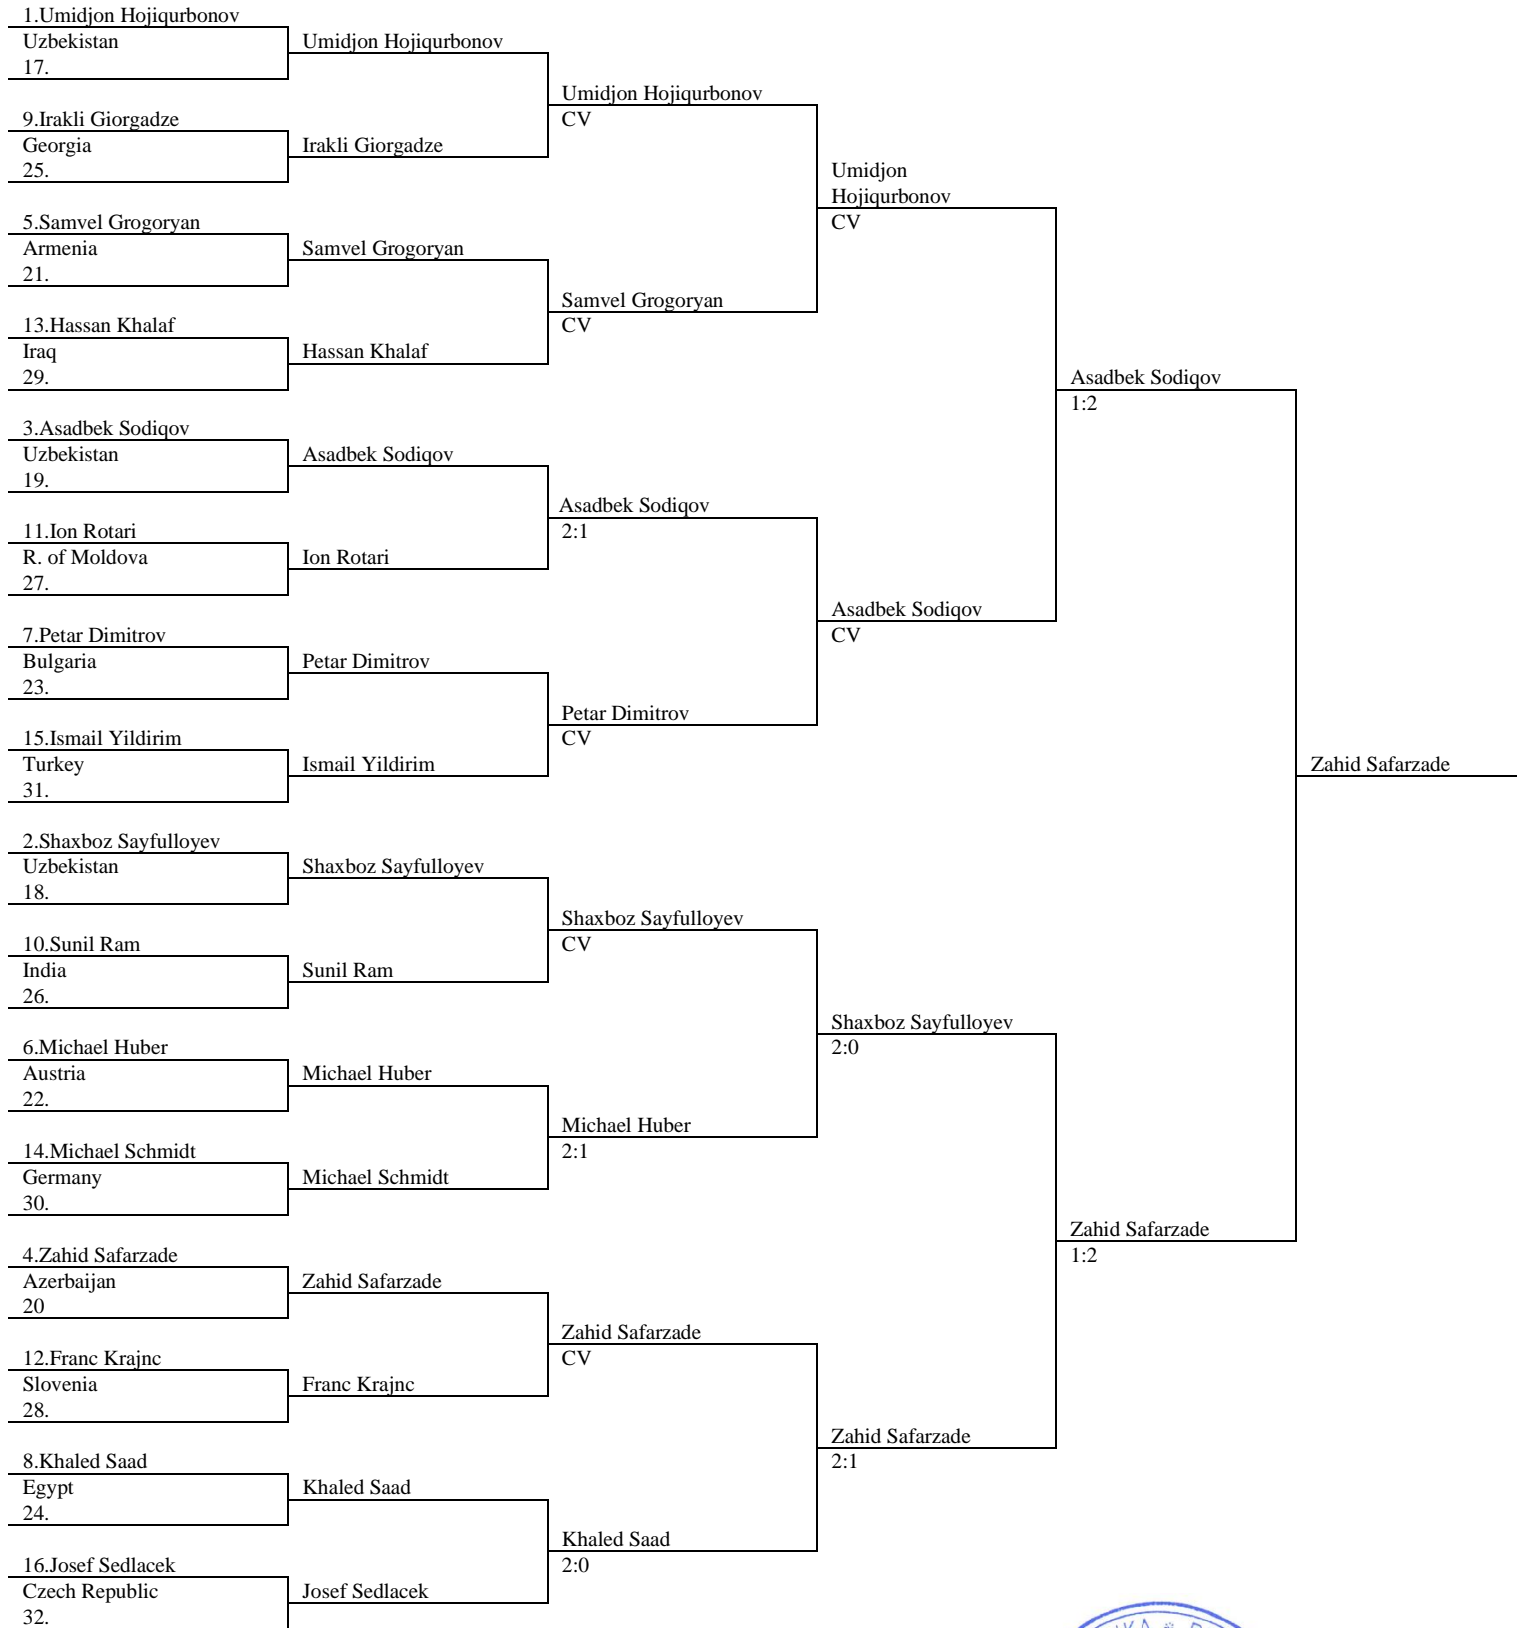 1.Umidjon Hojiqurbonov
Uzbekistan
17.
9.Irakli Giorgadze
Georgia
25.
5.Samvel Grogoryan
Armenia
21.
13.Hassan Khalaf
Iraq
29.
3.Asadbek Sodiqov
Uzbekistan
19.
11.Ion Rotari
R. of Moldova
27.
7.Petar Dimitrov
Bulgaria
23.
15.Ismail Yildirim
Turkey
31.
2.Shaxboz Sayfulloyev
Uzbekistan
18.
10.Sunil Ram
India
26.
6.Michael Huber
Austria
22.
14.Michael Schmidt
Germany
30.
4.Zahid Safarzade
Azerbaijan
20
12.Franc Krajnc
Slovenia
28.
8.Khaled Saad
Egypt
24.
16.Josef Sedlacek
Czech Republic
32.
Umidjon Hojiqurbonov
Irakli Giorgadze
Samvel Grogoryan
Hassan Khalaf
Asadbek Sodiqov
Ion Rotari
Petar Dimitrov
Ismail Yildirim
Shaxboz Sayfulloyev
Sunil Ram
Michael Huber
Michael Schmidt
Zahid Safarzade
Franc Krajnc
Khaled Saad
Josef Sedlacek
Umidjon Hojiqurbonov
CV
Samvel Grogoryan
CV
Asadbek Sodiqov
2:1
Petar Dimitrov
CV
Shaxboz Sayfulloyev
CV
Michael Huber
2:1
Zahid Safarzade
CV
Khaled Saad
2:0
Umidjon
Hojiqurbonov
CV
Asadbek Sodiqov
CV
Shaxboz Sayfulloyev
2:0
Zahid Safarzade
2:1
Asadbek Sodiqov
1:2
Zahid Safarzade
1:2
Zahid Safarzade